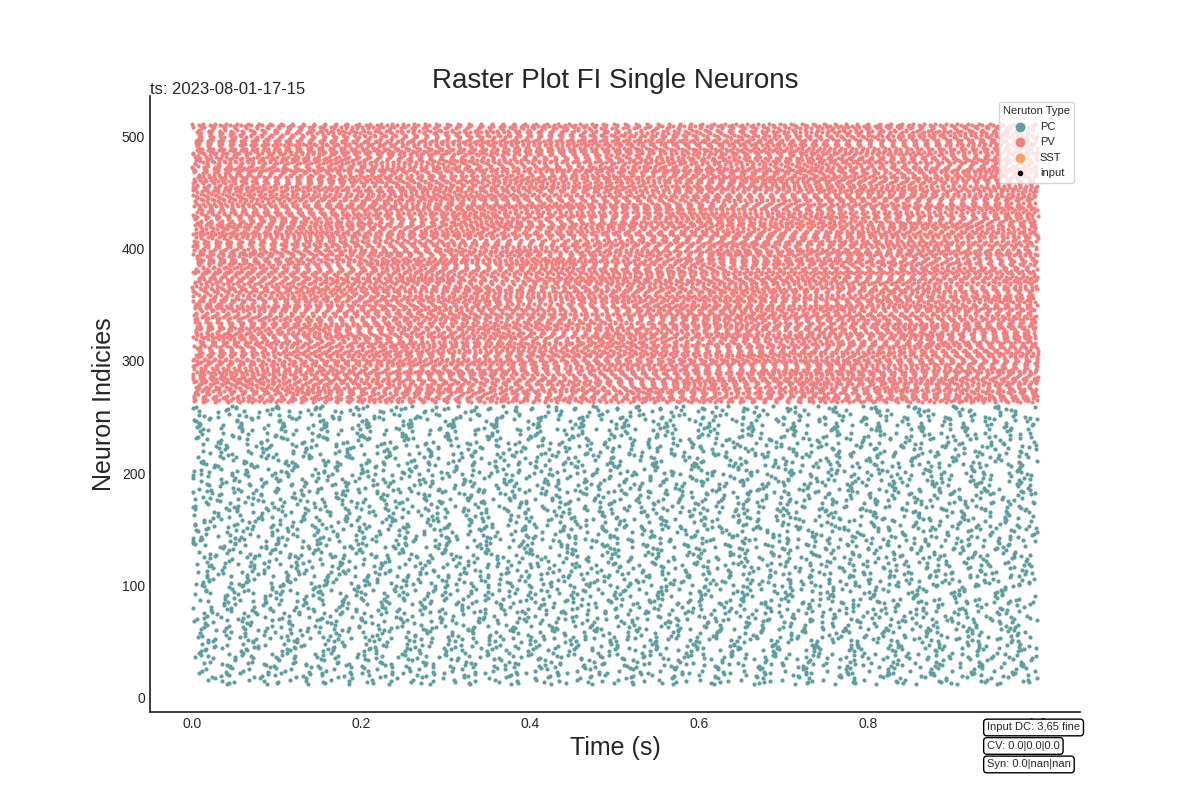 Raster Plot FI Single Neurons
ts: 2023-08-01-17-15
Neruton Type
PC
PV
SST
input
Neuron Indicies
500
400
300
200
100
0
0.0
0.2
0.4
0.6
0.8
Time (s)
Input DC: 3,65 fine
CV: 0.0|0.0|0.0
Syn: 0.0|nan|nan